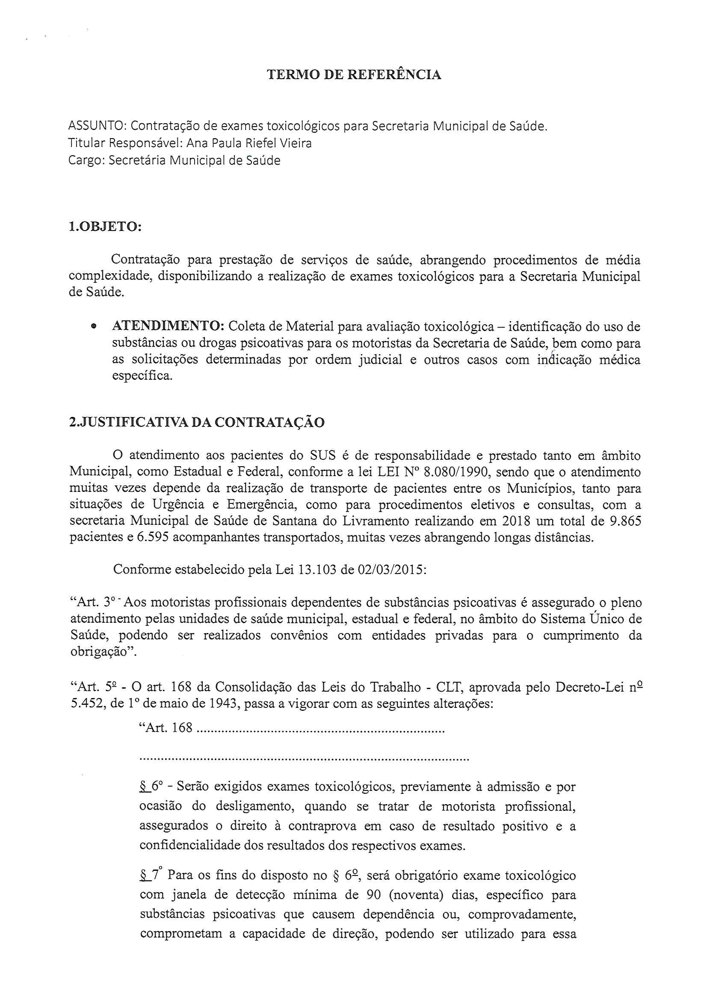 TERMO DE REFERÊNCIA
ASSUNTO: Contratação de exames toxicológicos para Secretaria Municipal de Saúde.
Titular Responsável: Ana Paula Riefel Vieira
Cargo: Secretária Municipal de Saúde
1.OBJETO:
Contratação para prestação de serviços de saúde, abrangendo procedimentos de média
complexidade, disponibilizando a realização de exames toxicológicos para a Secretaria Municipal
de Saúde.
• ATENDIMENTO: Coleta de Material para avaliação toxicológica – identificação do uso de
substâncias ou drogas psicoativas para os motoristas da Secretaria de Saúde, bem como para
as solicitações determinadas por ordem judicial e outros casos com indicação médica
específica.
2.JUSTIFICATIVA DA CONTRATAÇÃO
O atendimento aos pacientes do SUS é de responsabilidade e prestado tanto em âmbito
Municipal, como Estadual e Federal, conforme a lei LEI Nº 8.080/1990, sendo que o atendimento
muitas vezes depende da realização de transporte de pacientes entre os Municípios, tanto para
situações de Urgência e Emergência, como para procedimentos eletivos e consultas, com a
secretaria Municipal de Saúde de Santana do Livramento realizando em 2018 um total de 9.865
pacientes e 6.595 acompanhantes transportados, muitas vezes abrangendo longas distâncias.
Conforme estabelecido pela Lei 13.103 de 02/03/2015:
“Art. 3º - Aos motoristas profissionais dependentes de substâncias psicoativas é assegurado o pleno
atendimento pelas unidades de saúde municipal, estadual e federal, no âmbito do Sistema Único de
Saúde, podendo ser realizados convênios com entidades privadas para o cumprimento da
obrigação”.
“Art. 5º - O art. 168 da Consolidação das Leis do Trabalho - CLT, aprovada pelo Decreto-Lei nº
5.452, de 1º de maio de 1943, passa a vigorar com as seguintes alterações:
“Art. 168 ......................................................................
.............................................................................................
§ 6º - Serão exigidos exames toxicológicos, previamente à admissão e por
ocasião do desligamento, quando se tratar de motorista profissional,
assegurados o direito à contraprova em caso de resultado positivo e a
confidencialidade dos resultados dos respectivos exames.
§ 7º Para os fins do disposto no § 6º, será obrigatório exame toxicológico
com janela de detecção mínima de 90 (noventa) dias, específico para
substâncias psicoativas que causem dependência ou, comprovadamente,
comprometam a capacidade de direção, podendo ser utilizado para essa